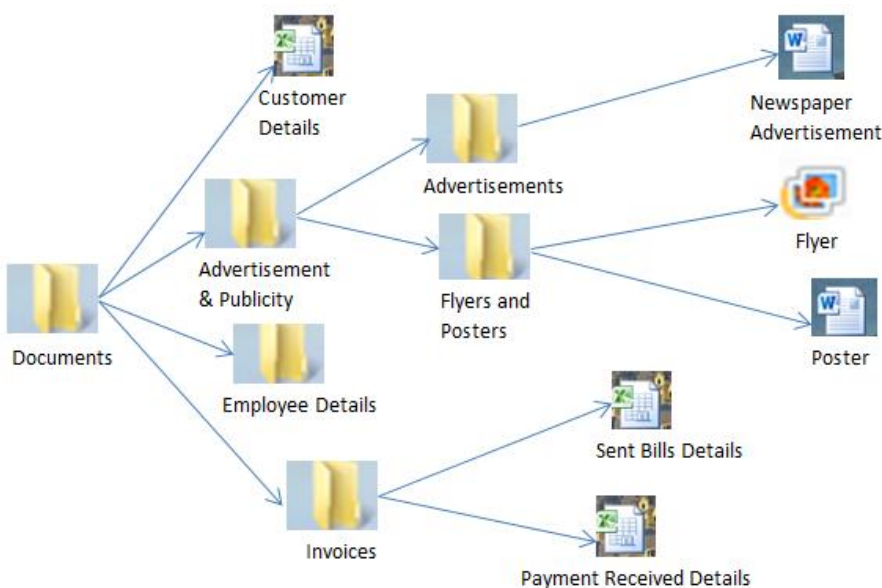 Customer
Details
Newspaper
Advertisement
Advertisements
Flyer
Advertisement
& Publicity
Flyers and
Posters
Documents
Poster
Employee Details
Sent Bills Details
Invoices
Payment Received Details